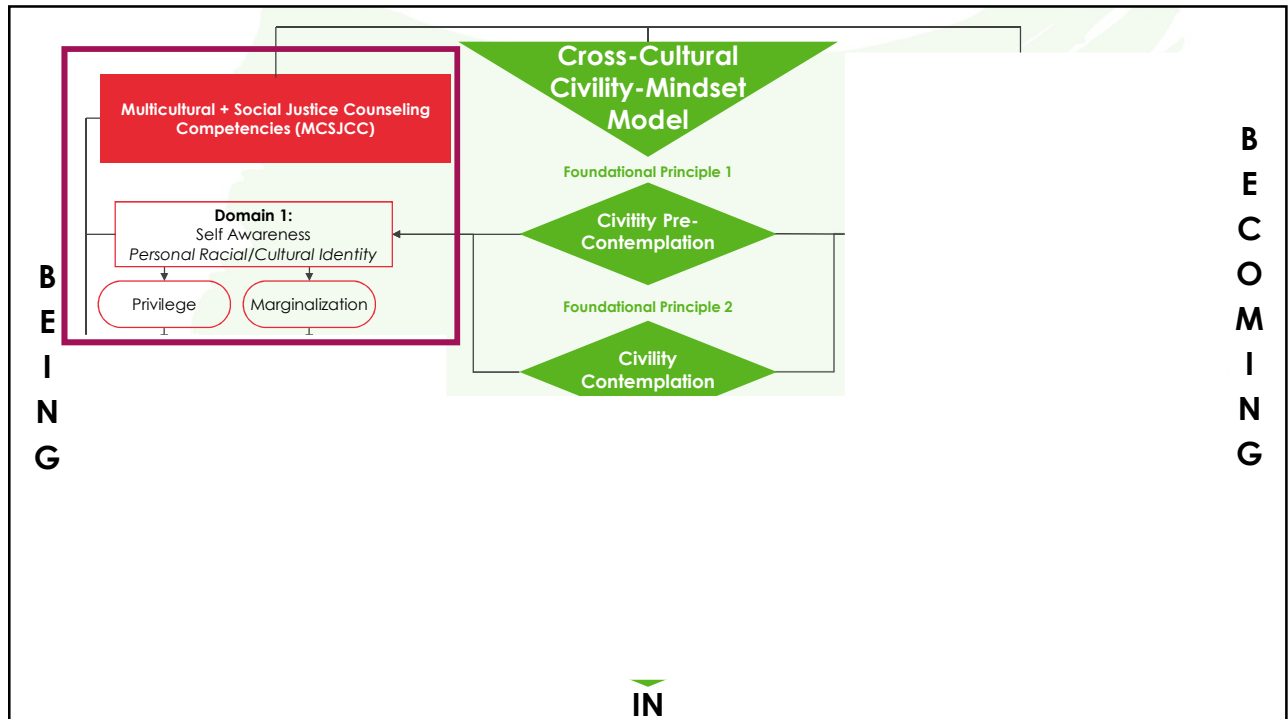 Cross-Cultural
Civility-Mindset
Model
Multicultural + Social Justice Counseling
Competencies (MCSJCC)
Foundational Principle 1
Civitity Pre-
Contemplation
Domain 1:
Self Awareness
Personal Racial/Cultural Identity
Privilege
Marginalization
Foundational Principle 2
Civility
Contemplation
B
E
I
N
G
B
E
C
O
M
I
N
G
IN